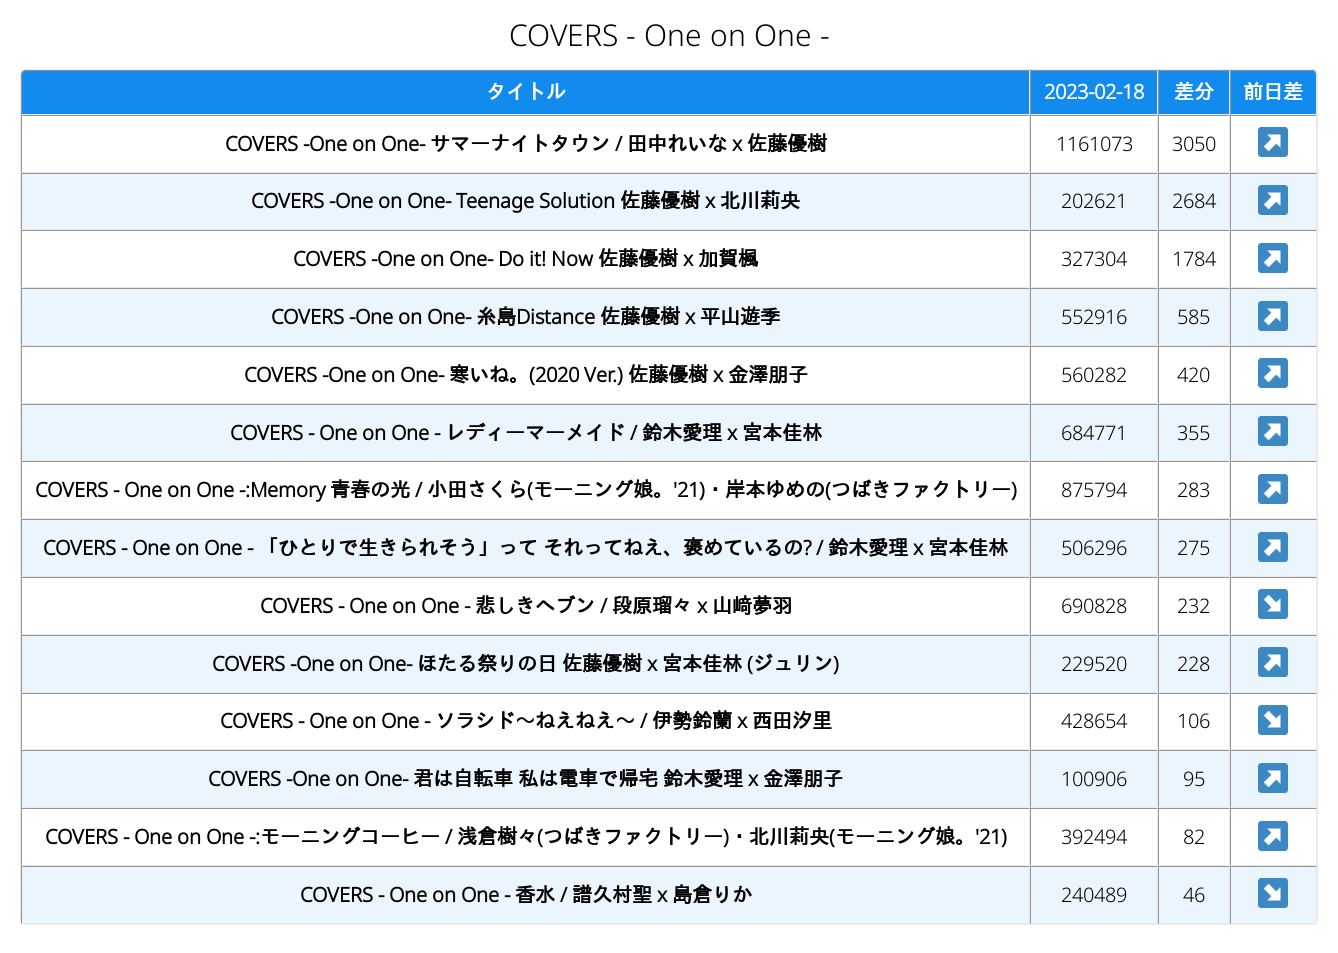 COVERS - One on One -
タイトル 2023-02-18 差分 前日差
COVERS -One on One- サマーナイトタウン / 田中れいな x 佐藤優樹 1161073 3050
COVERS -One on One- Teenage Solution 佐藤優樹 x 北川莉央 202621 2684
COVERS -One on One- Do it! Now 佐藤優樹 x 加賀楓 327304 1784
COVERS -One on One- 糸島Distance 佐藤優樹 x 平山遊季 552916 585
COVERS -One on One- 寒いね。(2020 Ver.) 佐藤優樹 x 金澤朋子 560282 420
COVERS - One on One - レディーマーメイド / 鈴木愛理 x 宮本佳林 684771 355
COVERS - One on One -:Memory 青春の光 / 小田さくら(モーニング娘。'21)・岸本ゆめの(つばきファクトリー) 875794 283
COVERS - One on One - 「ひとりで生きられそう」って それってねえ、褒めているの? / 鈴木愛理 x 宮本佳林 506296 275
COVERS - One on One - 悲しきヘブン / 段原瑠々 x 山﨑夢羽 690828 232
COVERS -One on One- ほたる祭りの日 佐藤優樹 x 宮本佳林 (ジュリン) 229520 228
COVERS - One on One - ソラシド〜ねえねえ〜 / 伊勢鈴蘭 x 西田汐里 428654 106
COVERS -One on One- 君は自転車 私は電車で帰宅 鈴木愛理 x 金澤朋子 100906 95
COVERS - One on One -:モーニングコーヒー / 浅倉樹々(つばきファクトリー)・北川莉央(モーニング娘。'21) 392494 82
COVERS - One on One - 香水 / 譜久村聖 x 島倉りか 240489 46